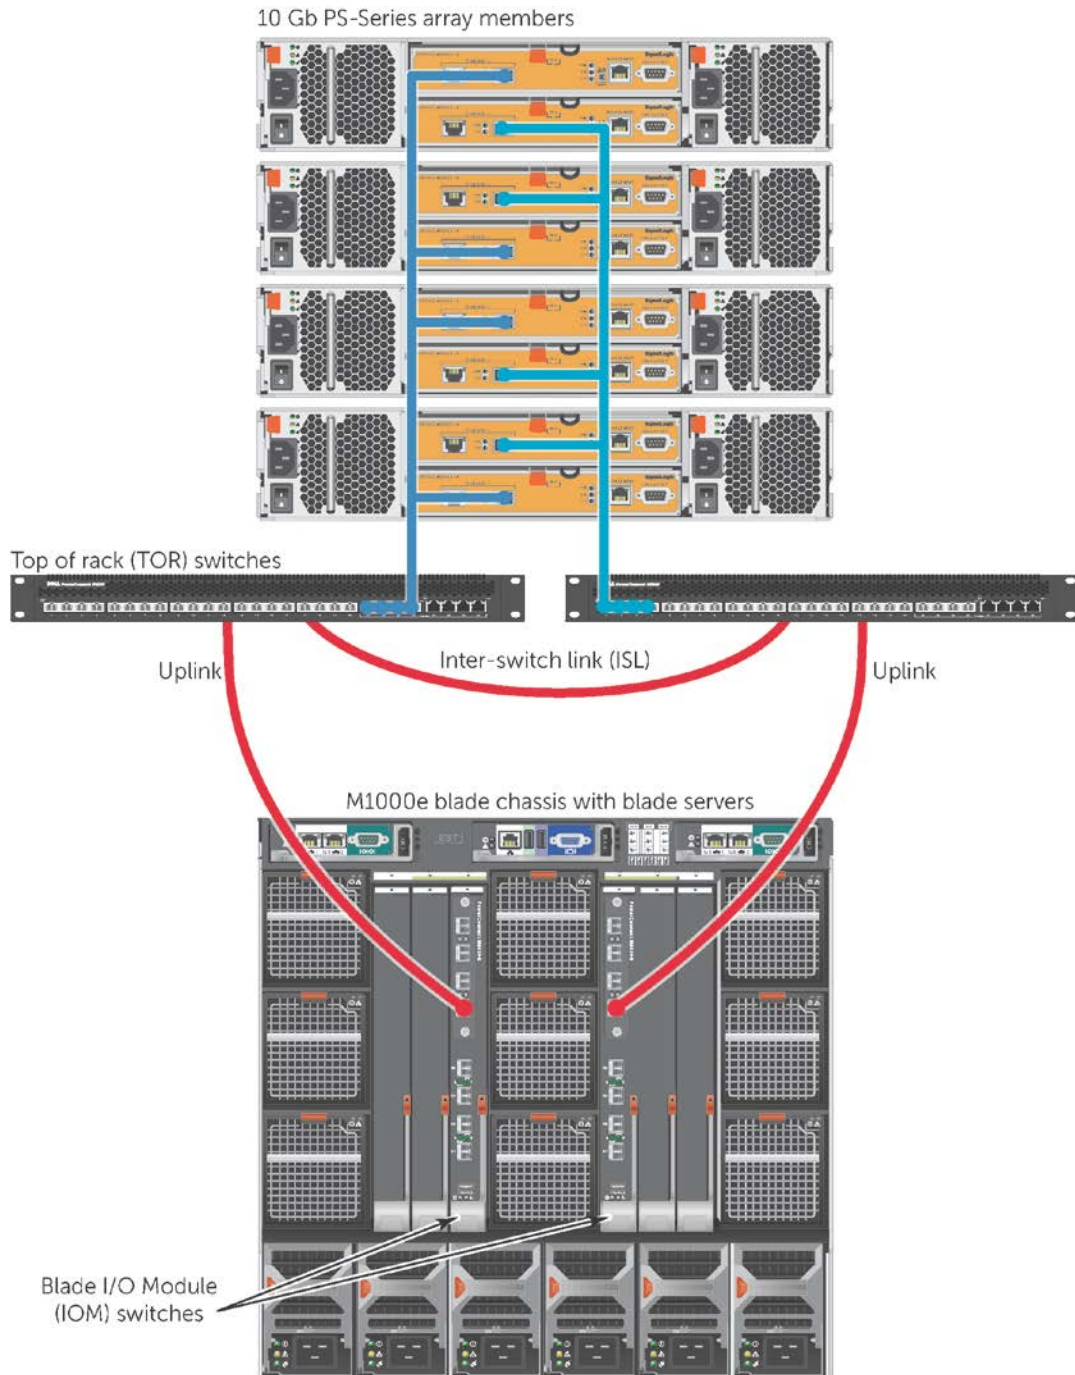 10 Gb PS-Series array members
Top of rack (TOR) switches
Uplink
Inter-switch link (ISL)
Uplink
M1000e blade chassis with blade servers
Blade I/O Module
(IOM) switches